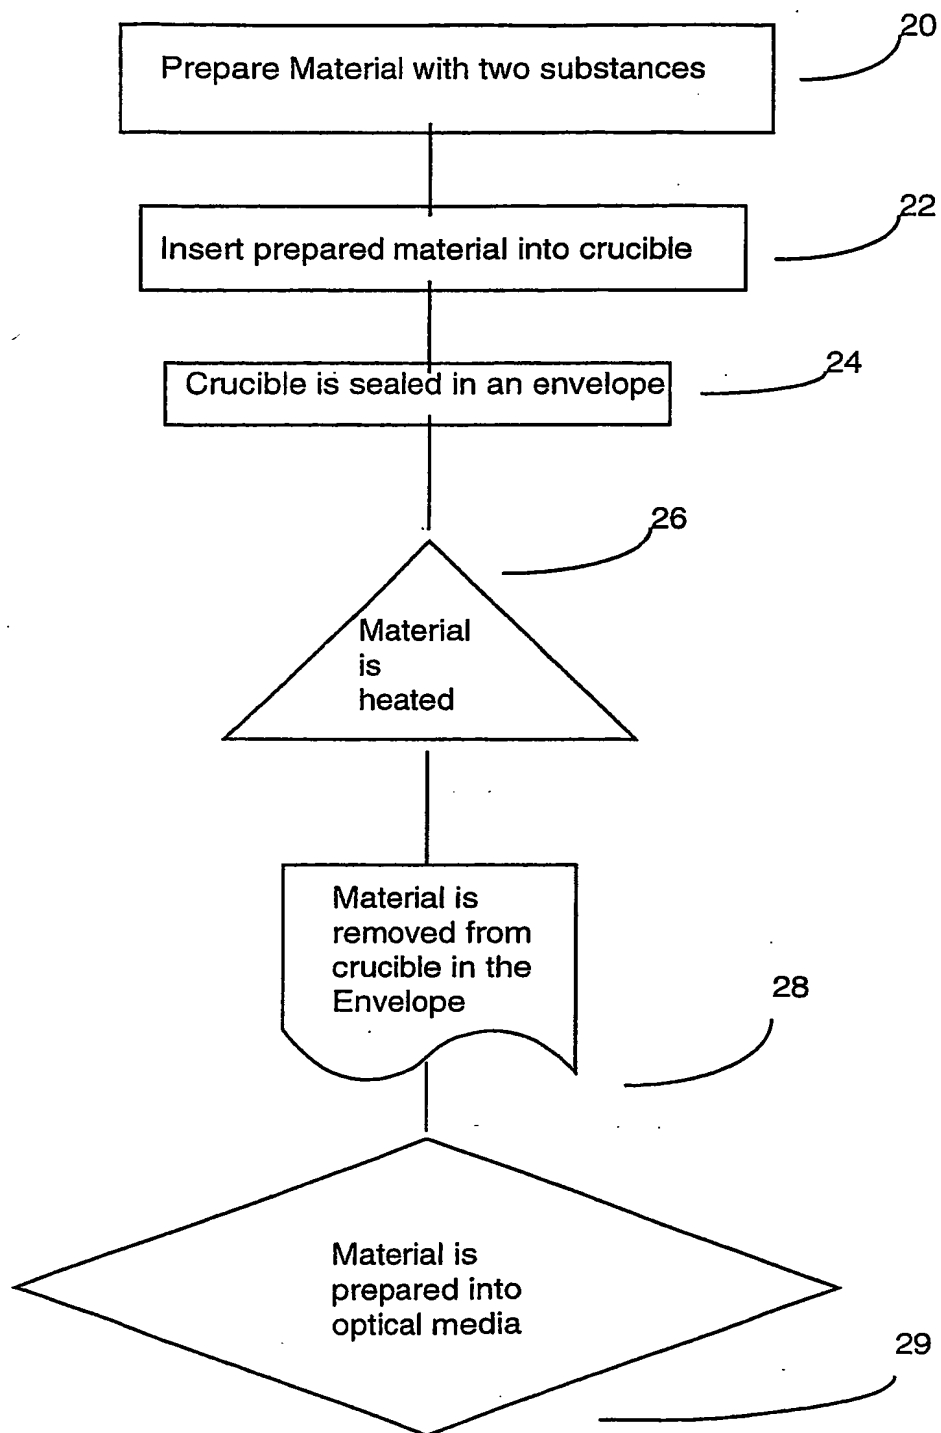 20
Prepare Material with two substances
22
Insert prepared material into crucible
24
Crucible is sealed in an envelope
26
Material
is
heated
Material is
removed from
crucible in the
Envelope
28
Material is
prepared into
optical media
29